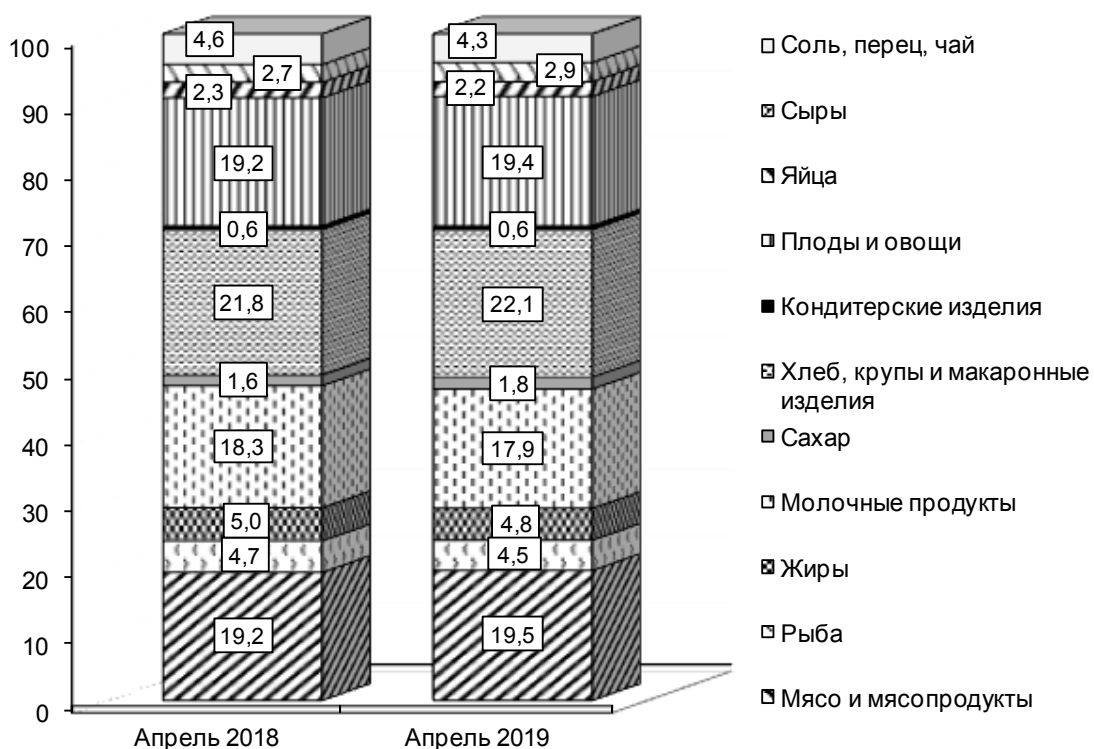 100
90
80
70
60
50
40
30
20
10
0
4,6
2,7
2,3
19,2
0,6
21,8
1,6
18,3
5,0
4,7
19,2
4,3
2,9
2,2
19,4
0,6
22,1
1,8
17,9
4,8
4,5
19,5
Апрель 2018
Апрель 2019
Соль, перец, чай
Сыры
Яйца
Плоды и овощи
Кондитерские изделия
Хлеб, крупы и макаронные
изделия
Сахар
Молочные продукты
Жиры
Рыба
Мясо и мясопродукты